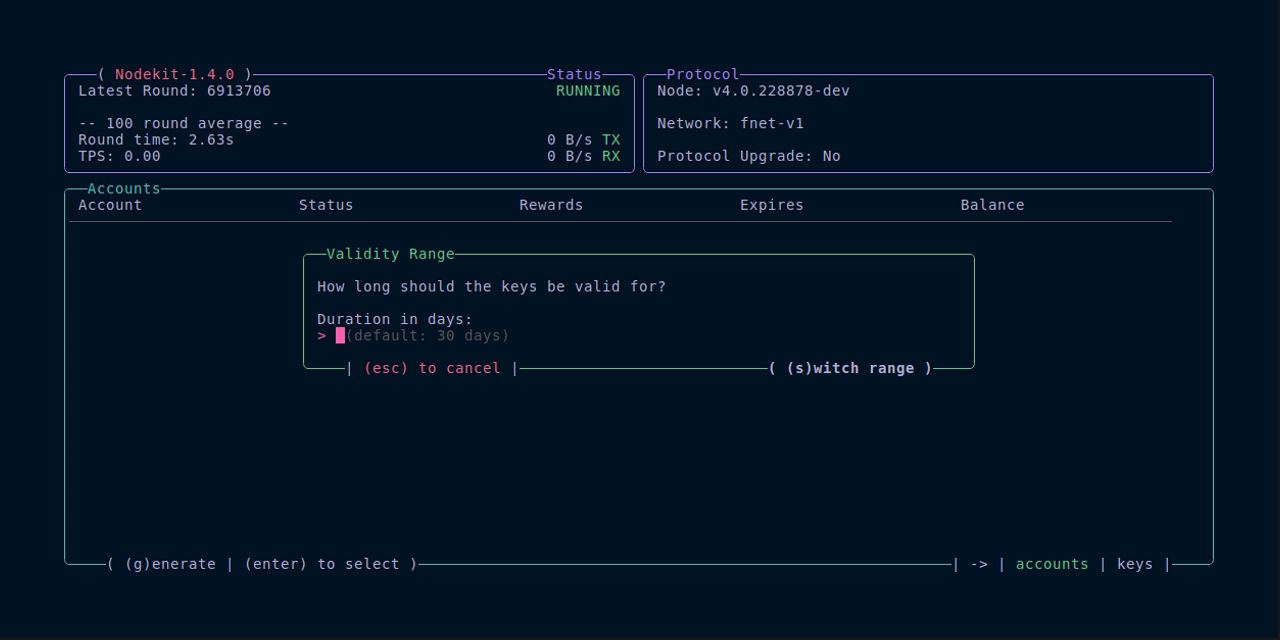 ( Nodekit-1.4.0 ) Status
Latest Round: 6913706 RUNNING
-- 100 round average --
Round time: 2.63s 0 B/s TX
TPS: 0.00 0 B/s RX
Protocol
Node: v4.0.228878-dev
Network: fnet-v1
Protocol Upgrade: No
Accounts
Account Status Rewards Expires Balance
Validity Range
How long should the keys be valid for?
Duration in days:
> (default: 30 days)
| (esc) to cancel | ( (s)witch range )
( (g)enerate | (enter) to select ) | -> | accounts | keys |